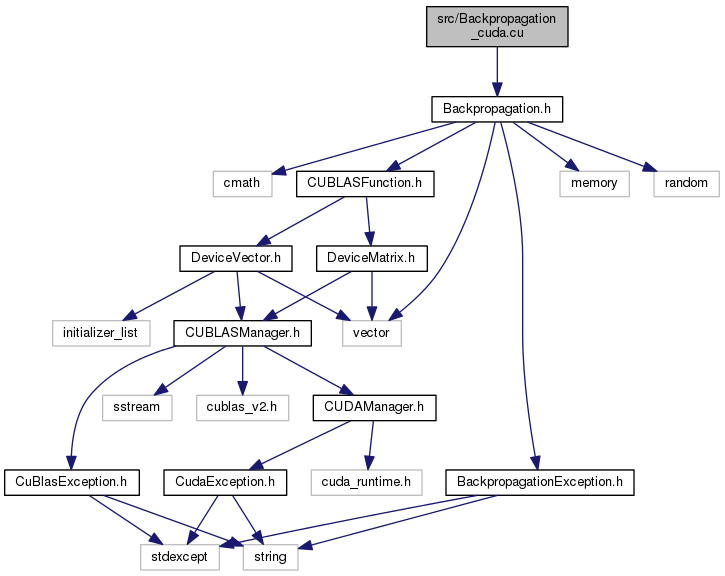 src/Backpropagation
_cuda.cu
Backpropagation.h
cmath
CUBLASFunction.h
memory
random
DeviceVector.h
DeviceMatrix.h
initializer_list
CUBLASManager.h
vector
sstream
cublas_v2.h
CUDAManager.h
CuBlasException.h
CudaException.h
cuda_runtime.h
BackpropagationException.h
stdexcept
string